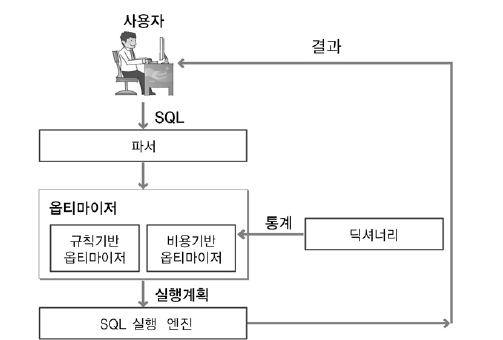 사용자
결과
SQL
파서
옵티마이저
규칙기반
옵티마이저
비용기반
옵티마이저
통계
딕셔너리
실행계획
SQL 실행 엔진